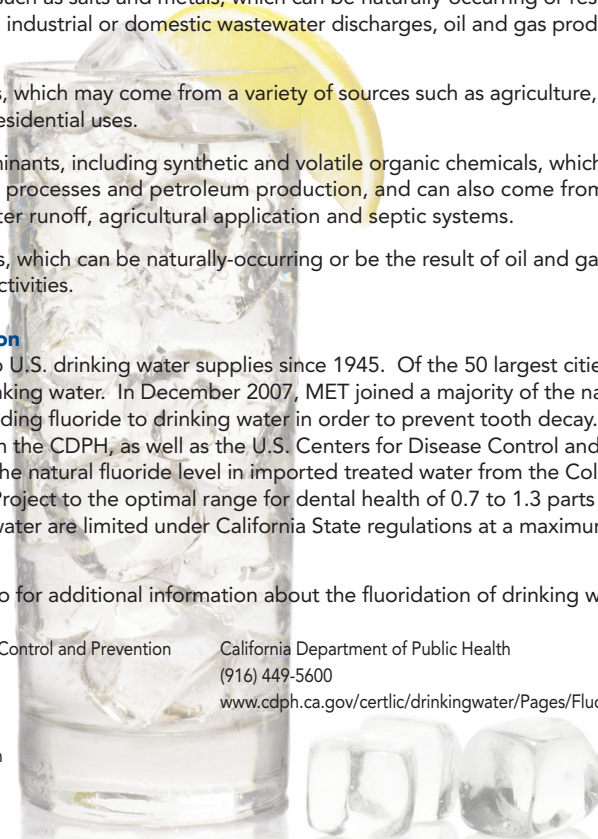 such as salts and metals, which can be naturally-occurring or res
industrial or domestic wastewater discharges, oil and gas prod
s, which may come from a variety of sources such as agriculture,
esidential uses.
minants, including synthetic and volatile organic chemicals, which
processes and petroleum production, and can also come from
ter runoff, agricultural application and septic systems.
s, which can be naturally-occurring or be the result of oil and ga
ctivities.
on
o U.S. drinking water supplies since 1945. Of the 50 largest citie
nking water. In December 2007, MET joined a majority of the na
ding fluoride to drinking water in order to prevent tooth decay.
n the CDPH, as well as the U.S. Centers for Disease Control and
he natural fluoride level in imported treated water from the Col
Project to the optimal range for dental health of 0.7 to 1.3 parts
water are limited under California State regulations at a maximu
o for additional information about the fluoridation of drinking w
Control and Prevention California Department of Public Health
(916) 449-5600
www.cdph.ca.gov/certlic/drinkingwater/Pages/Fluo
n